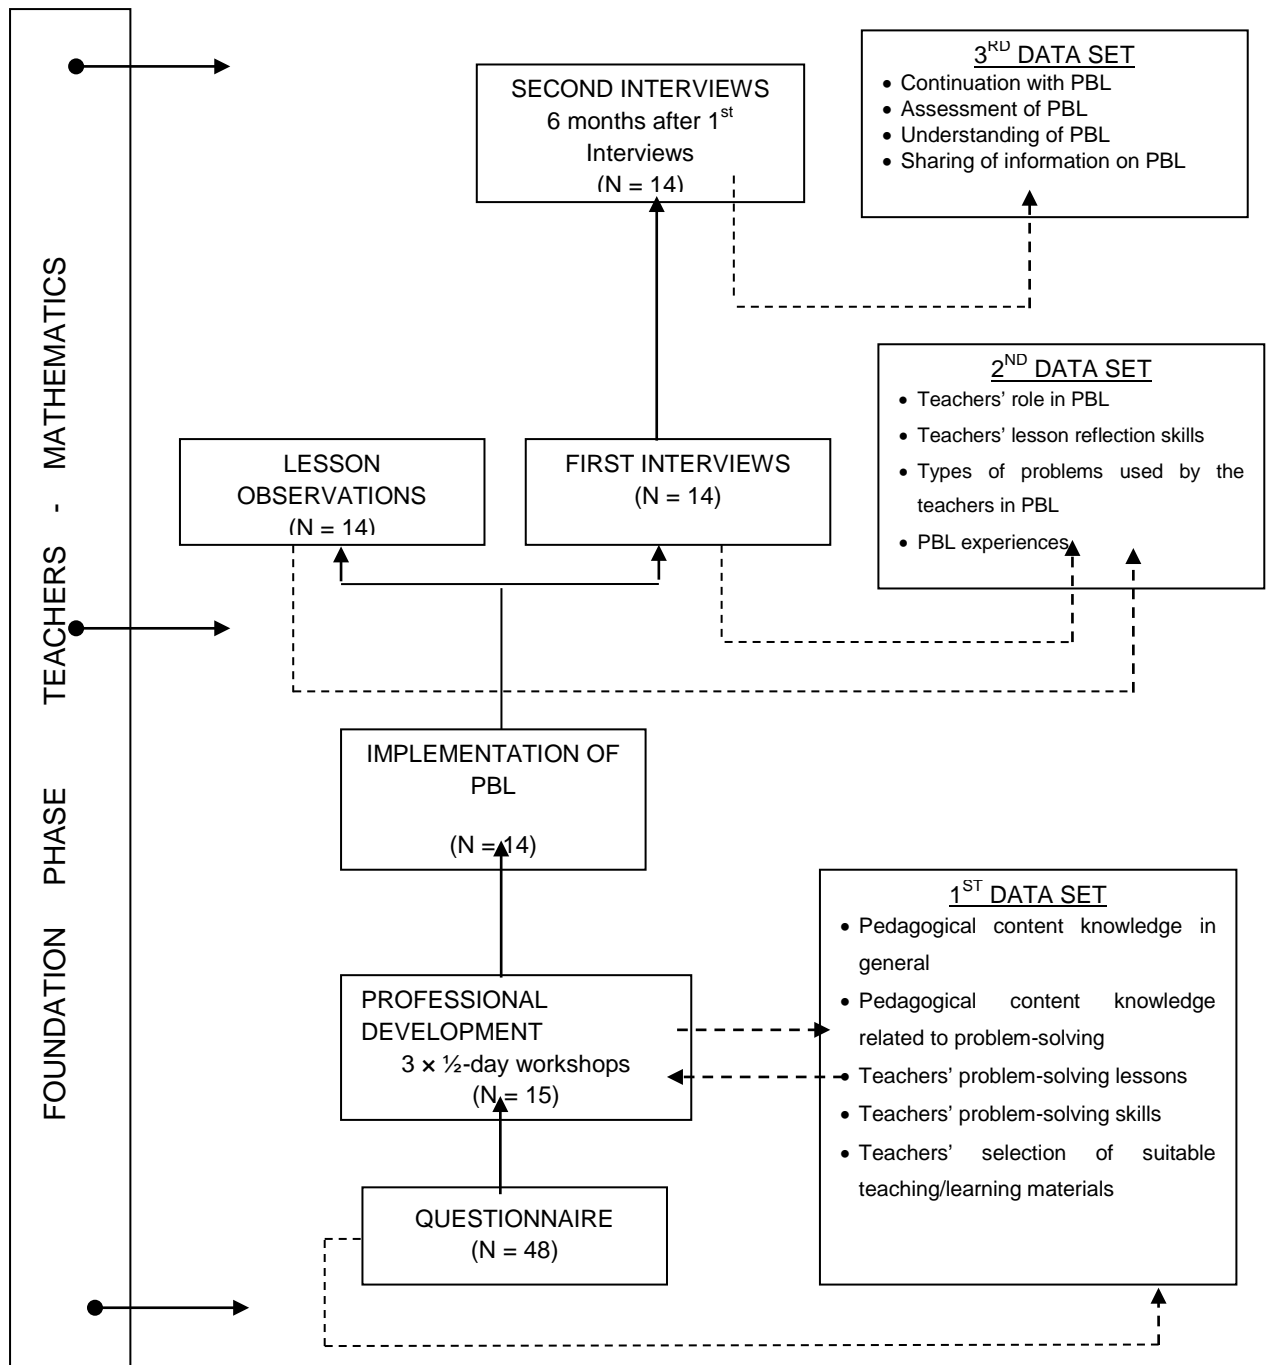 FOUNDATION PHASE TEACHERS - MATHEMATICS
3RD DATA SET
• Continuation with PBL
• Assessment of PBL
• Understanding of PBL
• Sharing of information on PBL
SECOND INTERVIEWS
6 months after 1st
Interviews
(N = 14)
2ND DATA SET
• Teachers’ role in PBL
• Teachers’ lesson reflection skills
• Types of problems used by the
teachers in PBL
• PBL experiences
LESSON
OBSERVATIONS
(N = 14)
FIRST INTERVIEWS
(N = 14)
IMPLEMENTATION OF
PBL
(N = 14)
1ST DATA SET
• Pedagogical content knowledge in
general
• Pedagogical content knowledge
related to problem-solving
• Teachers’ problem-solving lessons
• Teachers’ problem-solving skills
• Teachers’ selection of suitable
teaching/learning materials
PROFESSIONAL
DEVELOPMENT
3 × ½-day workshops
(N = 15)
QUESTIONNAIRE
(N = 48)